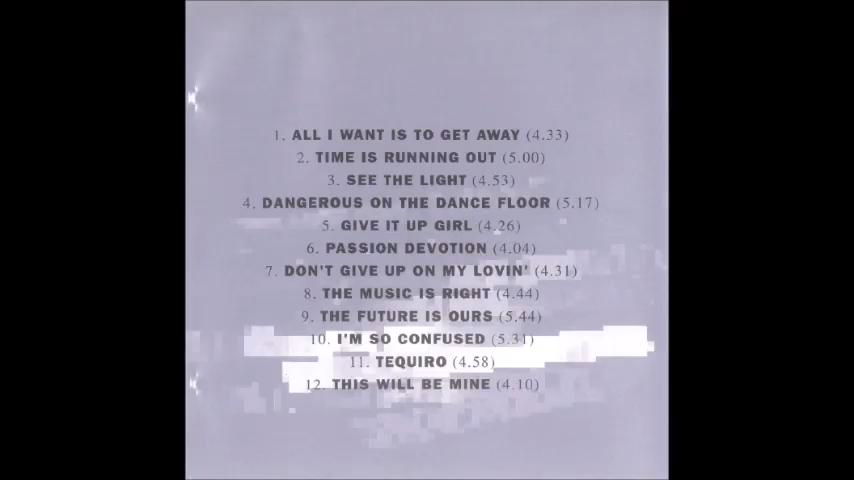 1. ALL I WANT IS TO GET AWAY (4.33)
2. TIME IS RUNNING OUT (5.00)
3. SEE THE LIGHT (4.53)
4. DANGEROUS ON THE DANCE FLOOR (5.17)
5. GIVE IT UP GIRL (4.26)
6. PASSION DEVOTION (4.04)
7. DON'T GIVE UP ON MY LOVIN' (4.31)
8. THE MUSIC IS RIGHT (4.44)
9. THE FUTURE IS OURS (5.44)
10. I'M SO CONFUSED (5.31)
11. TEQUIRO (4.58)
12. THIS WILL BE MINE (4.10)